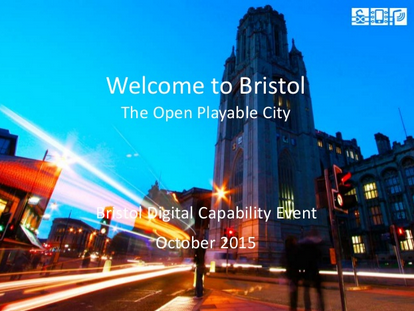 Welcome to Bristol
The Open Playable City
Bristol Digital Capability Event
October 2015